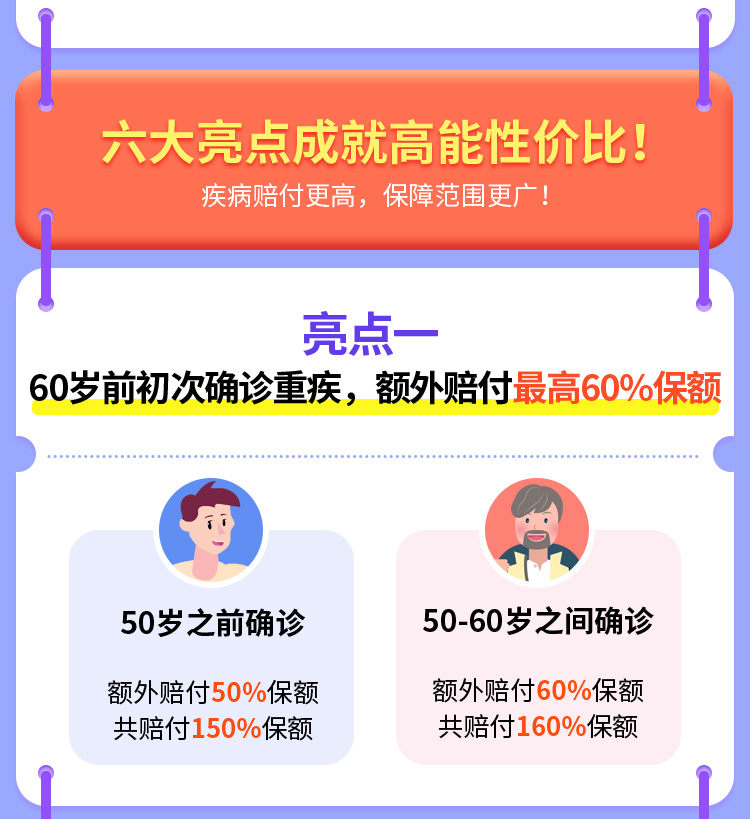 六大亮点成就高能性价比！
疾病赔付更高，保障范围更广！
亮点一
60岁前初次确诊重疾，额外赔付最高60%保额
50岁之前确诊
额外赔付50%保额
共赔付150%保额
50-60岁之间确诊
额外赔付60%保额
共赔付160%保额